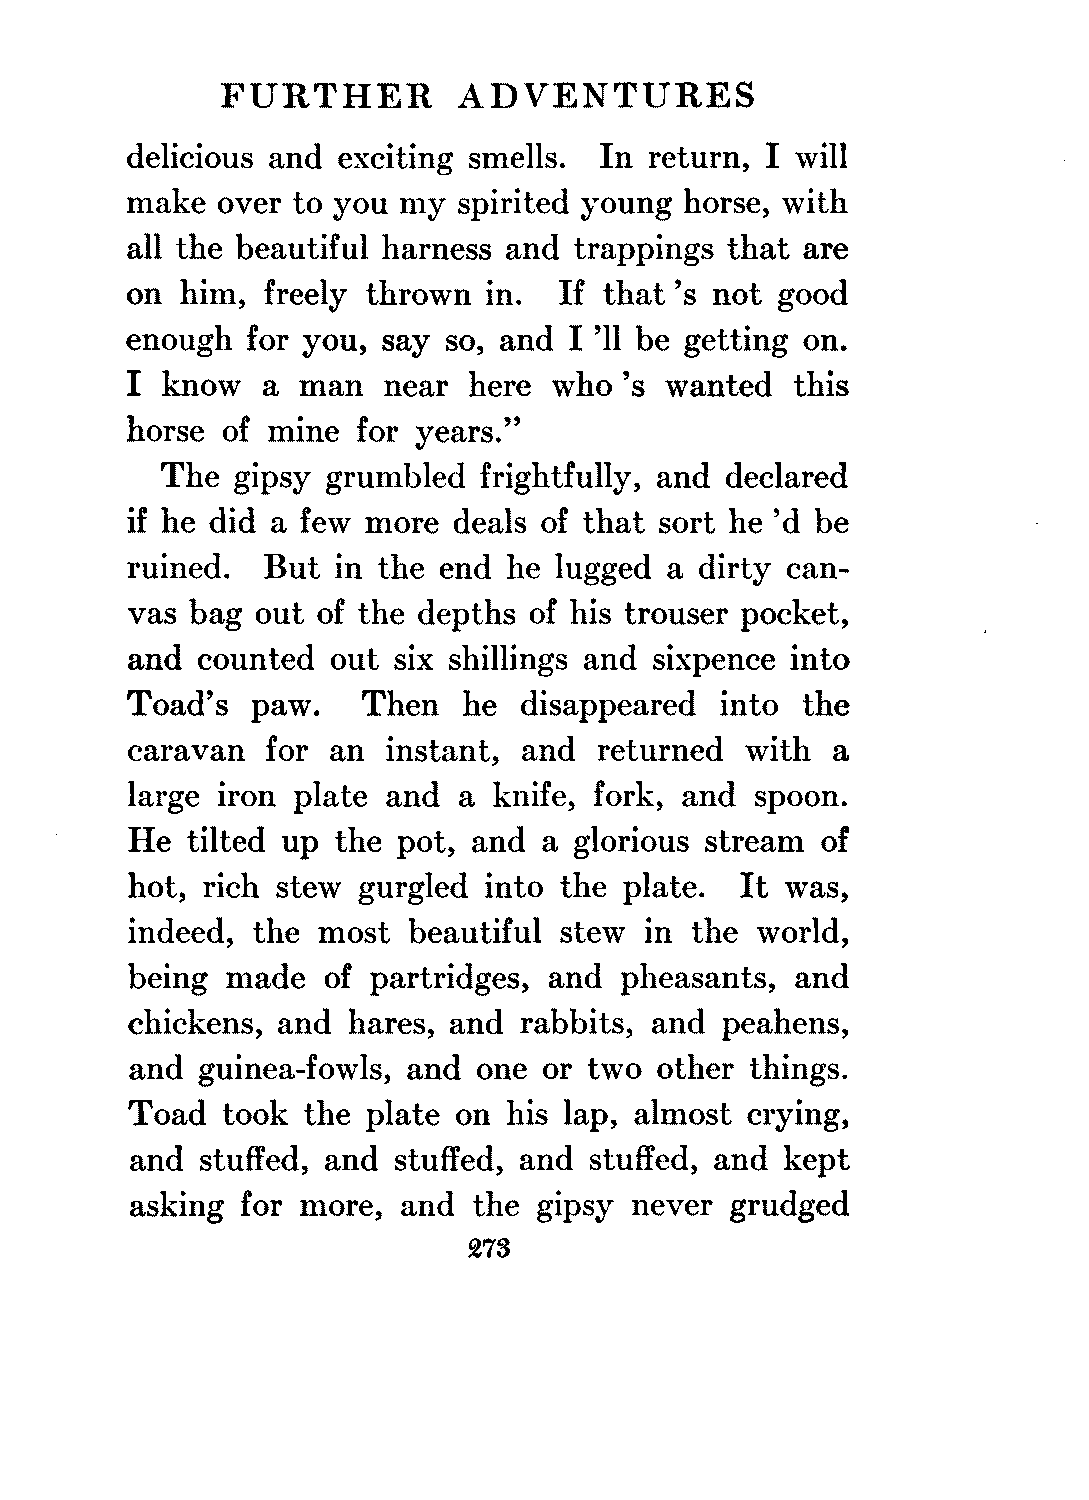 FURTHER ADVENTURES
delicious and exciting smells. In return, I will
make over to you my spirited young horse, with
all the beautiful harness and trappings that are
on him, freely thrown in. If that 's not good
enough for you, say so, and I 'll be getting on.
I know a man near here who 's wanted this
horse of mine for years."
The gipsy grumbled frightfully, and declared
if he did a few more deals of that sort he 'd be
ruined. But in the end he lugged a dirty can-
vas bag out of the depths of his trouser pocket,
and counted out six shillings and sixpence into
Toad's paw. Then he disappeared into the
caravan for an instant, and returned with a
large iron plate and a knife, fork, and spoon.
He tilted up the pot, and a glorious stream of
hot, rich stew gurgled into the plate. It was,
indeed, the most beautiful stew in the world,
being made of partridges, and pheasants, and
chickens, and hares, and rabbits, and peahens,
and guinea-fowls, and one or two other things.
Toad took the plate on his lap, almost crying,
and stuffed, and stuffed, and stuffed, and kept
asking for more, and the gipsy never grudged
273